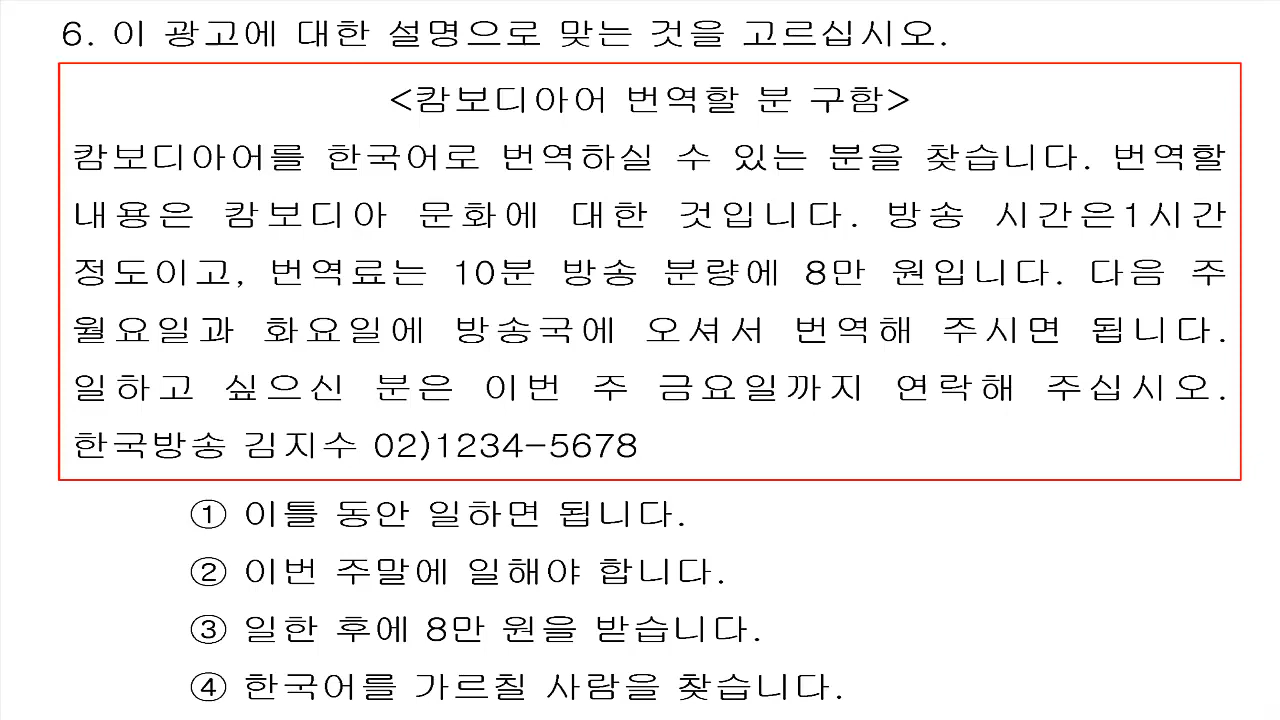 6. 이 광고에 대한 설명으로 맞는 것을 고르십시오.
<캄보디아어 번역할 분 구함>
캄보디아어를 한국어로 번역하실 수 있는 분을 찾습니다. 번역할
내용은 캄보디아 문화에 대한 것입니다. 방송 시간은1시간
정도이고, 번역료는 10분 방송 분량에 8만 원입니다. 다음 주
월요일과 화요일에 방송국에 오셔서 번역해 주시면 됩니다.
일하고 싶으신 분은 이번 주 금요일까지 연락해 주십시오.
한국방송 김지수 02)1234-5678
① 이틀 동안 일하면 됩니다.
② 이번 주말에 일해야 합니다.
③ 일한 후에 8만 원을 받습니다.
④ 한국어를 가르칠 사람을 찾습니다.